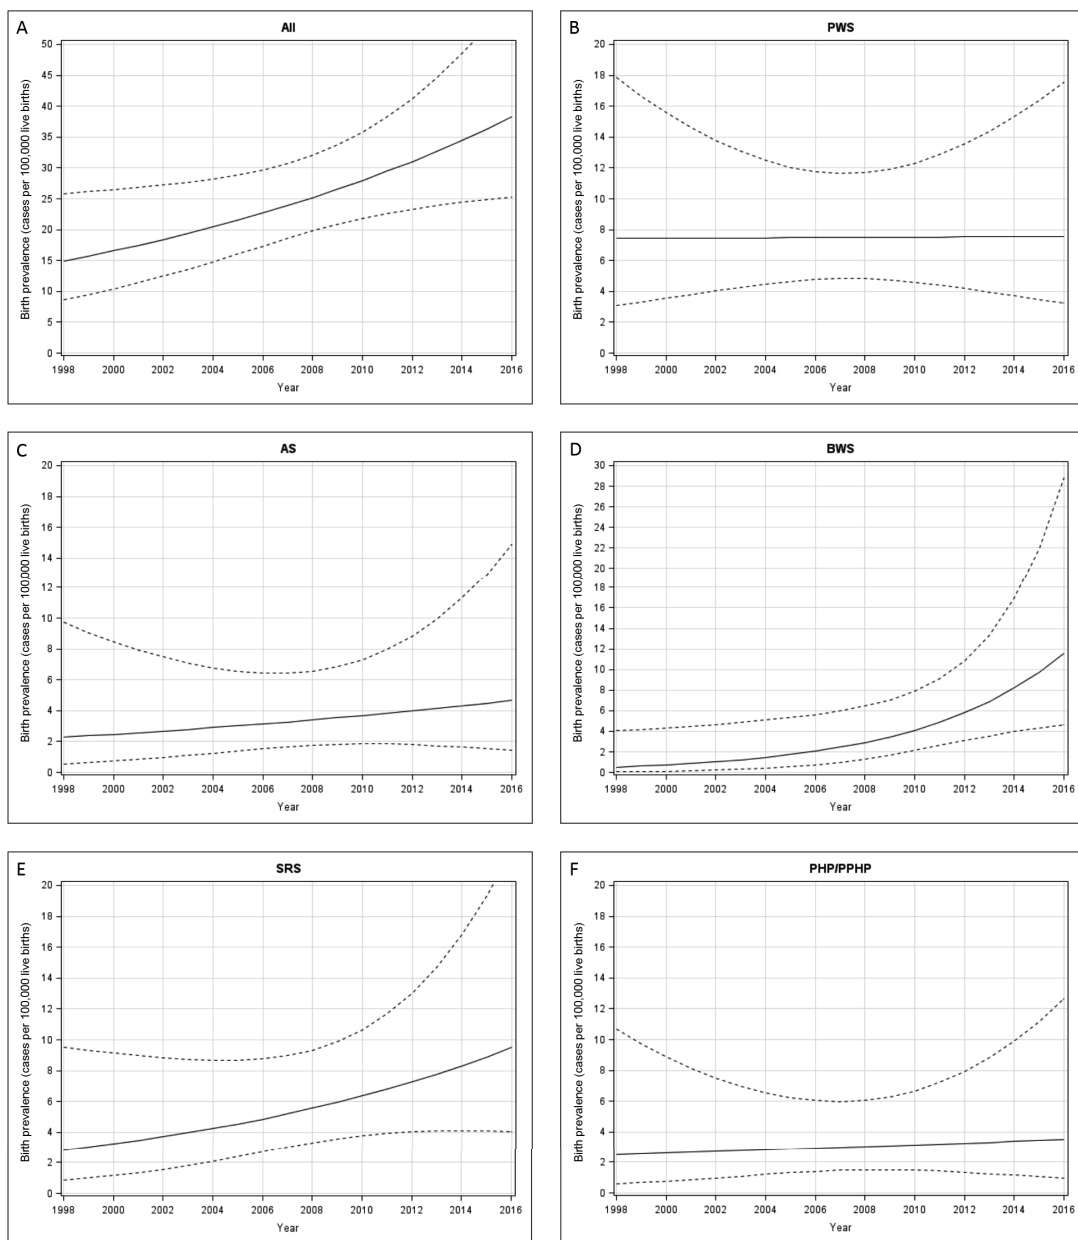 A
All
Birth prevalence (cases per 100,000 live births)
50
45
40
35
30
25
20
15
10
5
0
1998 2000 2002 2004 2006 2008 2010 2012 2014 2016
Year
B
PWS
Birth prevalence (cases per 100,000 live births)
20
18
16
14
12
10
8
6
4
2
0
1998 2000 2002 2004 2006 2008 2010 2012 2014 2016
Year
C
AS
Birth prevalence (cases per 100,000 live births)
20
18
16
14
12
10
8
6
4
2
0
1998 2000 2002 2004 2006 2008 2010 2012 2014 2016
Year
D
BWS
Birth prevalence (cases per 100,000 live births)
30
28
26
24
22
20
18
16
14
12
10
8
6
4
2
0
1998 2000 2002 2004 2006 2008 2010 2012 2014 2016
Year
E
SRS
Birth prevalence (cases per 100,000 live births)
20
18
16
14
12
10
8
6
4
2
0
1998 2000 2002 2004 2006 2008 2010 2012 2014 2016
Year
F
PHP/PPHP
Birth prevalence (cases per 100,000 live births)
20
18
16
14
12
10
8
6
4
2
0
1998 2000 2002 2004 2006 2008 2010 2012 2014 2016
Year